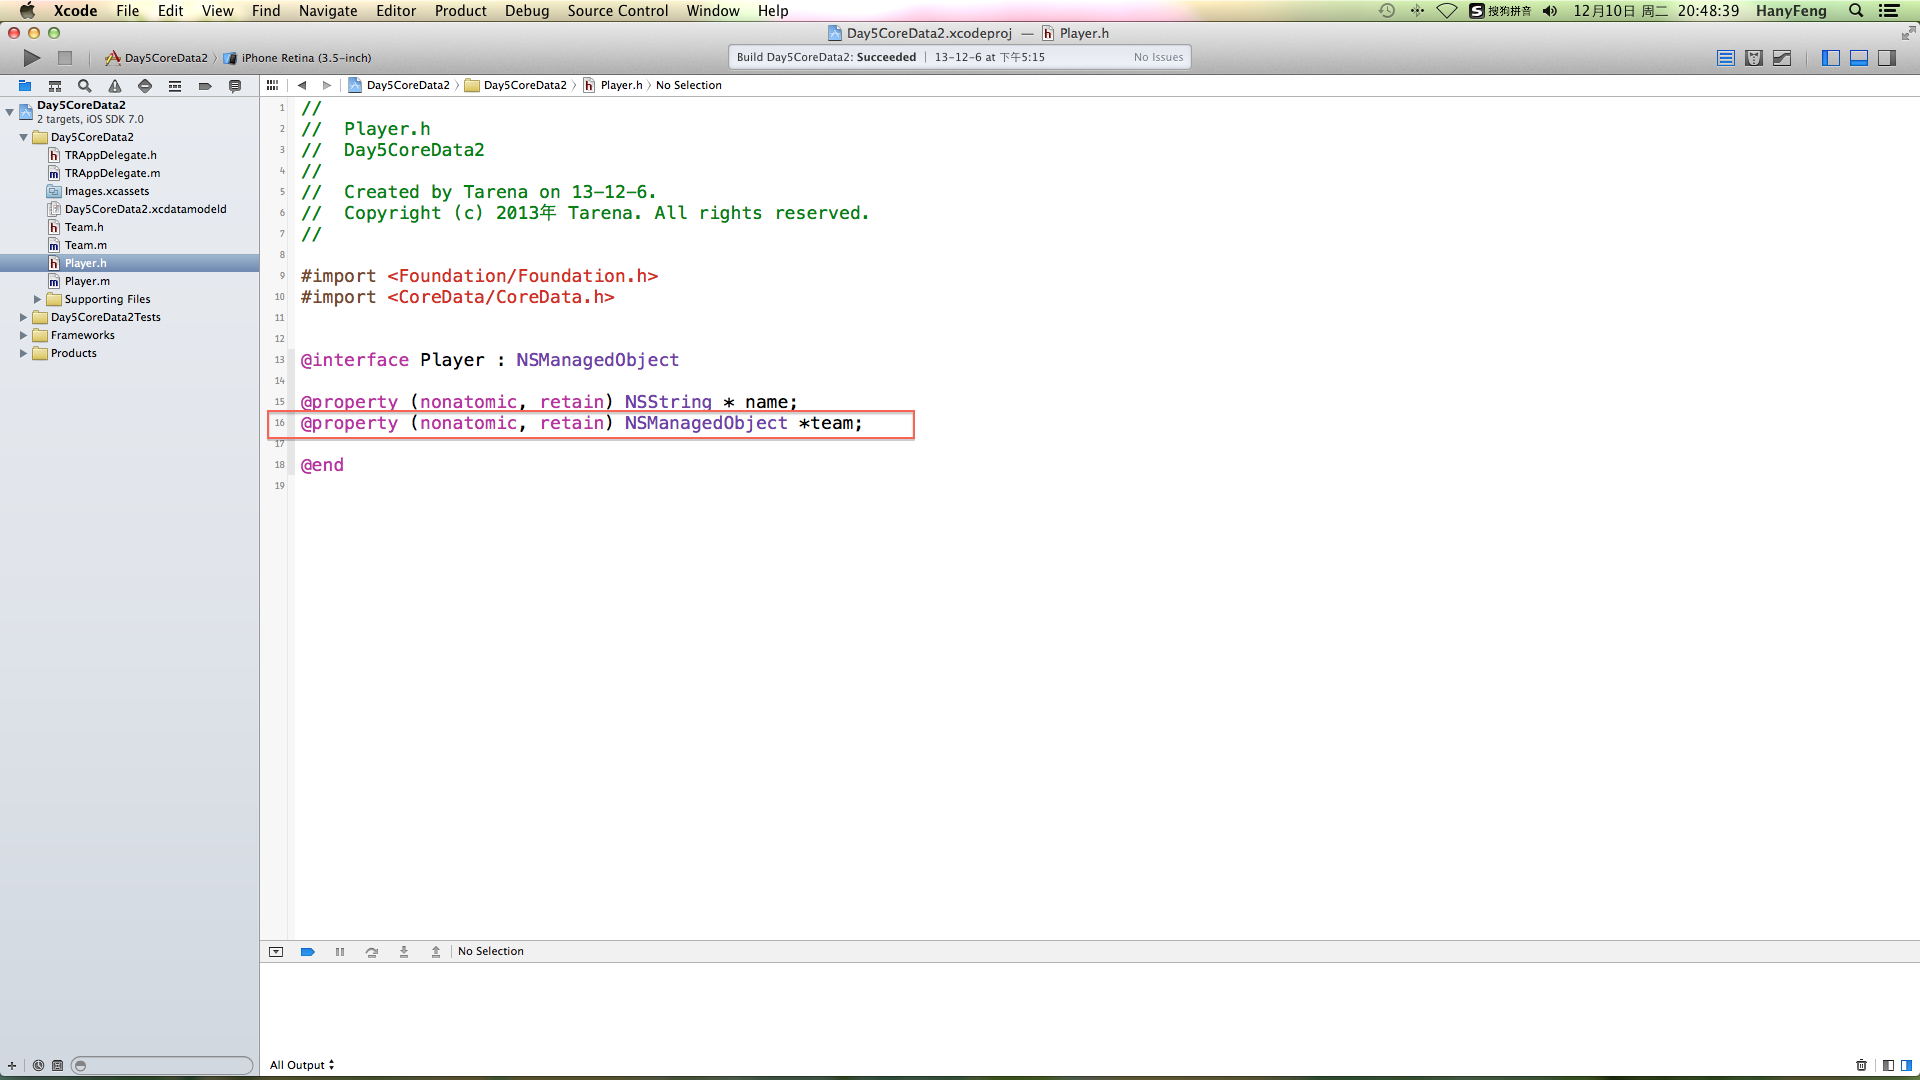 Xcode File Edit View Find Navigate Editor Product Debug Source Control Window Help S 搜狗拼音 12月10日 周二 20:48:39 HanyFeng
Day5CoreData2.xcodeproj — Player.h
Day5CoreData2 〉 iPhone Retina (3.5-inch) Build Day5CoreData2: Succeeded | 13-12-6 at 下午5:15 No Issues
Day5CoreData2 〉 Day5CoreData2 〉 Player.h 〉 No Selection
Day5CoreData2
2 targets, iOS SDK 7.0
Day5CoreData2
TRAppDelegate.h
TRAppDelegate.m
Images.xcassets
Day5CoreData2.xcdatamodeld
Team.h
Team.m
Player.h
Player.m
Supporting Files
Day5CoreData2Tests
Frameworks
Products
1 //
2 // Player.h
3 // Day5CoreData2
4 //
5 // Created by Tarena on 13-12-6.
6 // Copyright (c) 2013年 Tarena. All rights reserved.
7 //
8
9 #import <Foundation/Foundation.h>
10 #import <CoreData/CoreData.h>
11
12
13 @interface Player : NSManagedObject
14
15 @property (nonatomic, retain) NSString * name;
16 @property (nonatomic, retain) NSManagedObject *team;
17
18 @end
19
No Selection
All Output